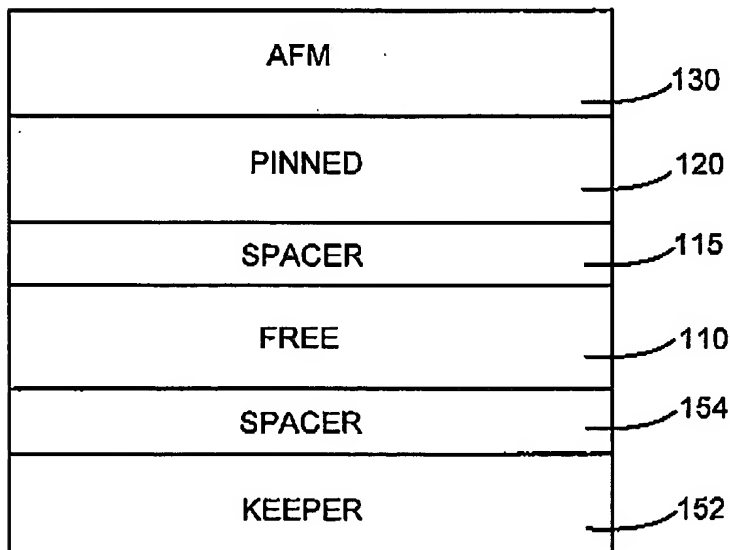 AFM
130
PINNED
120
SPACER
115
FREE
110
SPACER
154
KEEPER
152